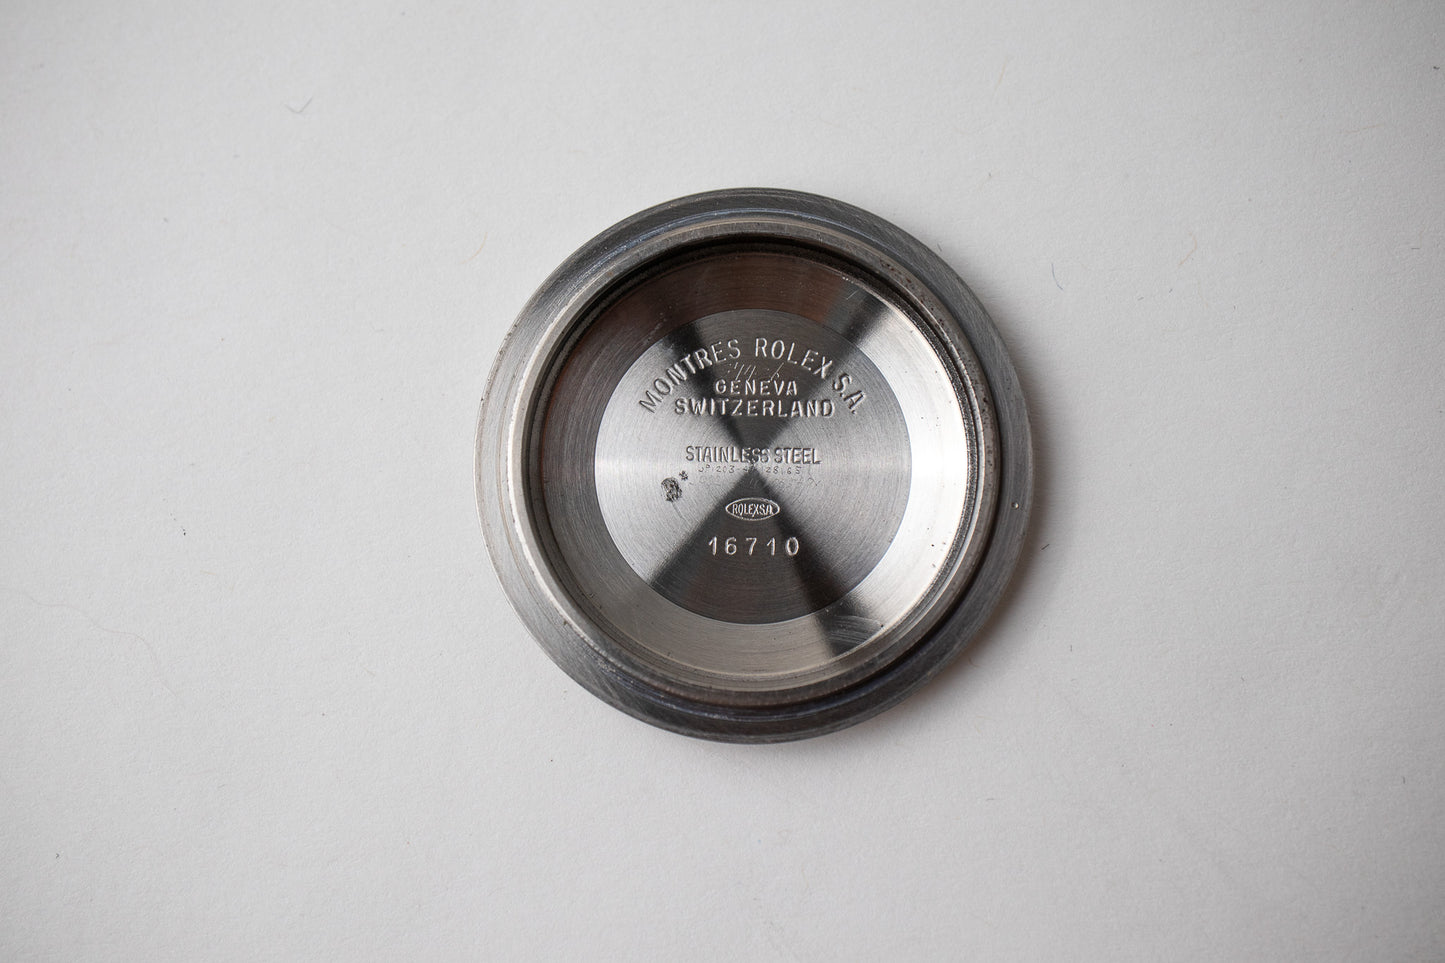 MONTRES ROLEX S.A.
GENEVA
SWITZERLAND
STAINLESS STEEL
ROLEXSA
16710